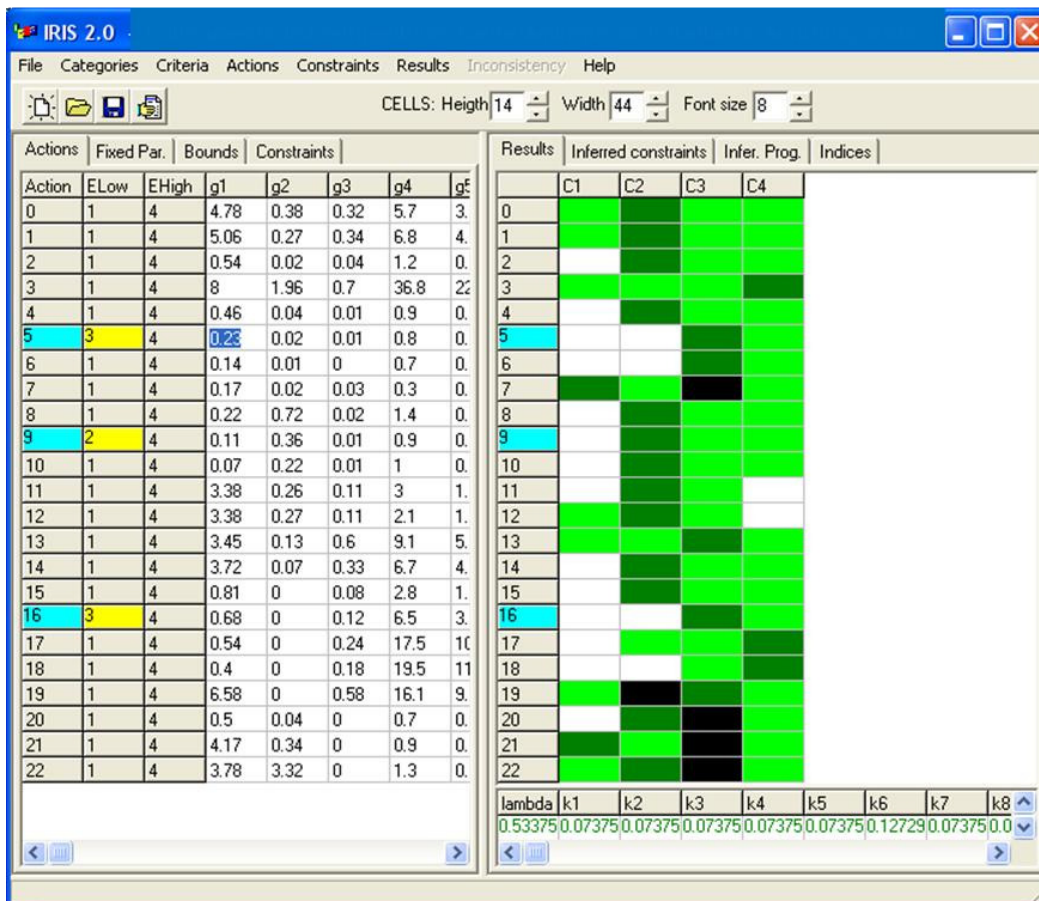 IRIS 2.0
File Categories Criteria Actions Constraints Results Inconsistency Help
CELLS: Heigth 14 Width 44 Font size 8
Actions Fixed Par. Bounds Constraints
Action ELow EHigh g1 g2 g3 g4
0 1 4 4.78 0.38 0.32 5.7 3.
1 1 4 5.06 0.27 0.34 6.8 4.
2 1 4 0.54 0.02 0.04 1.2 0.
3 1 4 8 1.96 0.7 36.8 22
4 1 4 0.46 0.04 0.01 0.9 0.
5 3 4 0.23 0.02 0.01 0.8 0.
6 1 4 0.14 0.01 0 0.7 0.
7 1 4 0.17 0.02 0.03 0.3 0.
8 1 4 0.22 0.72 0.02 1.4 0.
9 2 4 0.11 0.36 0.01 0.9 0.
10 1 4 0.07 0.22 0.01 1 0.
11 1 4 3.38 0.26 0.11 3 1.
12 1 4 3.38 0.27 0.11 2.1 1.
13 1 4 3.45 0.13 0.6 9.1 5.
14 1 4 3.72 0.07 0.33 6.7 4.
15 1 4 0.81 0 0.08 2.8 1.
16 3 4 0.68 0 0.12 6.5 3.
17 1 4 0.54 0 0.24 17.5 10
18 1 4 0.4 0 0.18 19.5 11
19 1 4 6.58 0 0.58 16.1 9.
20 1 4 0.5 0.04 0 0.7 0.
21 1 4 4.17 0.34 0 0.9 0.
22 1 4 3.78 3.32 0 1.3 0.
Results Inferred constraints Infer. Prog. Indices
C1 C2 C3 C4
0
1
2
3
4
5
6
7
8
9
10
11
12
13
14
15
16
17
18
19
20
21
22
lambda k1 k2 k3 k4 k5 k6 k7 k8
0.53375 0.07375 0.07375 0.07375 0.07375 0.07375 0.12729 0.07375 0.0